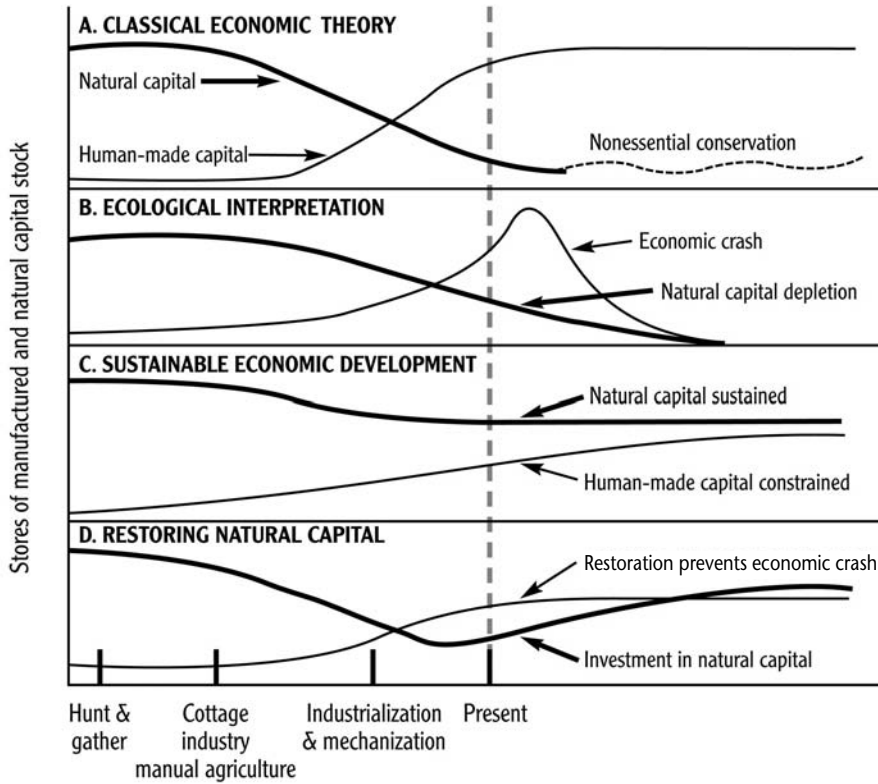 Stores of manufactured and natural capital stock
A. CLASSICAL ECONOMIC THEORY
Natural capital
Human-made capital
Nonessential conservation
B. ECOLOGICAL INTERPRETATION
Economic crash
Natural capital depletion
C. SUSTAINABLE ECONOMIC DEVELOPMENT
Natural capital sustained
Human-made capital constrained
D. RESTORING NATURAL CAPITAL
Restoration prevents economic crash
Investment in natural capital
Hunt &
gather
Cottage
industry
manual agriculture
Industrialization
& mechanization
Present